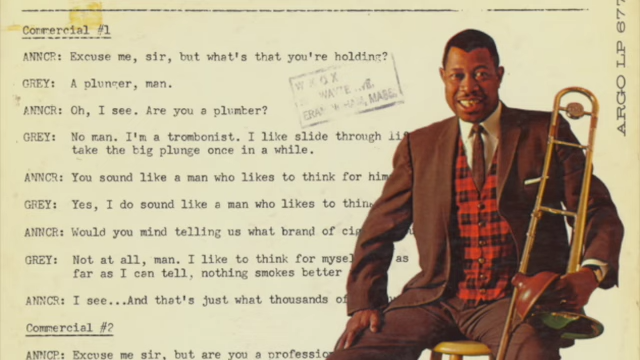 Commercial #1
ANNCR: Excuse me, sir, but what's that you're holding?
GREY: A plunger, man.
ANNCR: Oh, I see. Are you a plumber?
GREY: No man. I'm a trombonist. I like slide through
take the big plunge once in a while.
ANNCR: You sound like a man who likes to think for
GREY: Yes, I do sound like a man who likes to
ANNCR: Would you mind telling us what brand of
GREY: Not at all, man. I like to think for as
far as I can tell, nothing smokes better
ANNCR: I see...And that's just what thousands of
Commercial #2
ANNCR: Excuse me sir, but are you a
MASS.
ARGO LP 677